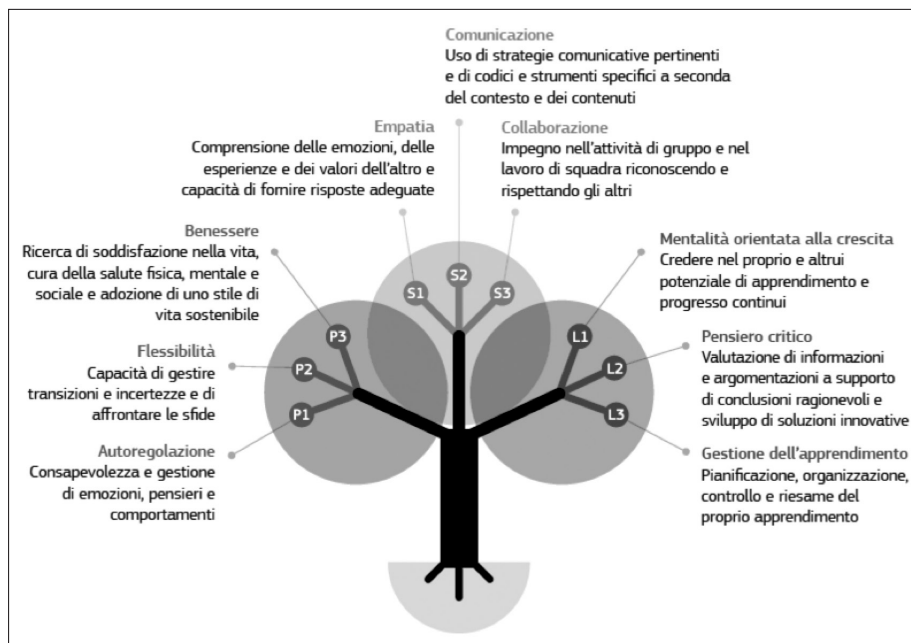 Comunicazione
Uso di strategie comunicative pertinenti
e di codici e strumenti specifici a seconda
del contesto e dei contenuti
Empatia
Comprensione delle emozioni, delle
esperienze e dei valori dell'altro e
capacità di fornire risposte adeguate
Collaborazione
Impegno nell'attività di gruppo e nel
lavoro di squadra riconoscendo e
rispettando gli altri
Benessere
Ricerca di soddisfazione nella vita,
cura della salute fisica, mentale e
sociale e adozione di uno stile di
vita sostenibile
Mentalità orientata alla crescita
Credere nel proprio e altrui
potenziale di apprendimento e
progresso continui
Flessibilità
Capacità di gestire
transizioni e incertezze e di
affrontare le sfide
Pensiero critico
Valutazione di informazioni
e argomentazioni a supporto
di conclusioni ragionevoli e
sviluppo di soluzioni innovative
Autoregolazione
Consapevolezza e gestione
di emozioni, pensieri e
comportamenti
Gestione dell'apprendimento
Pianificazione, organizzazione,
controllo e riesame del
proprio apprendimento
S1
S2
S3
P3
P2
P1
L1
L2
L3